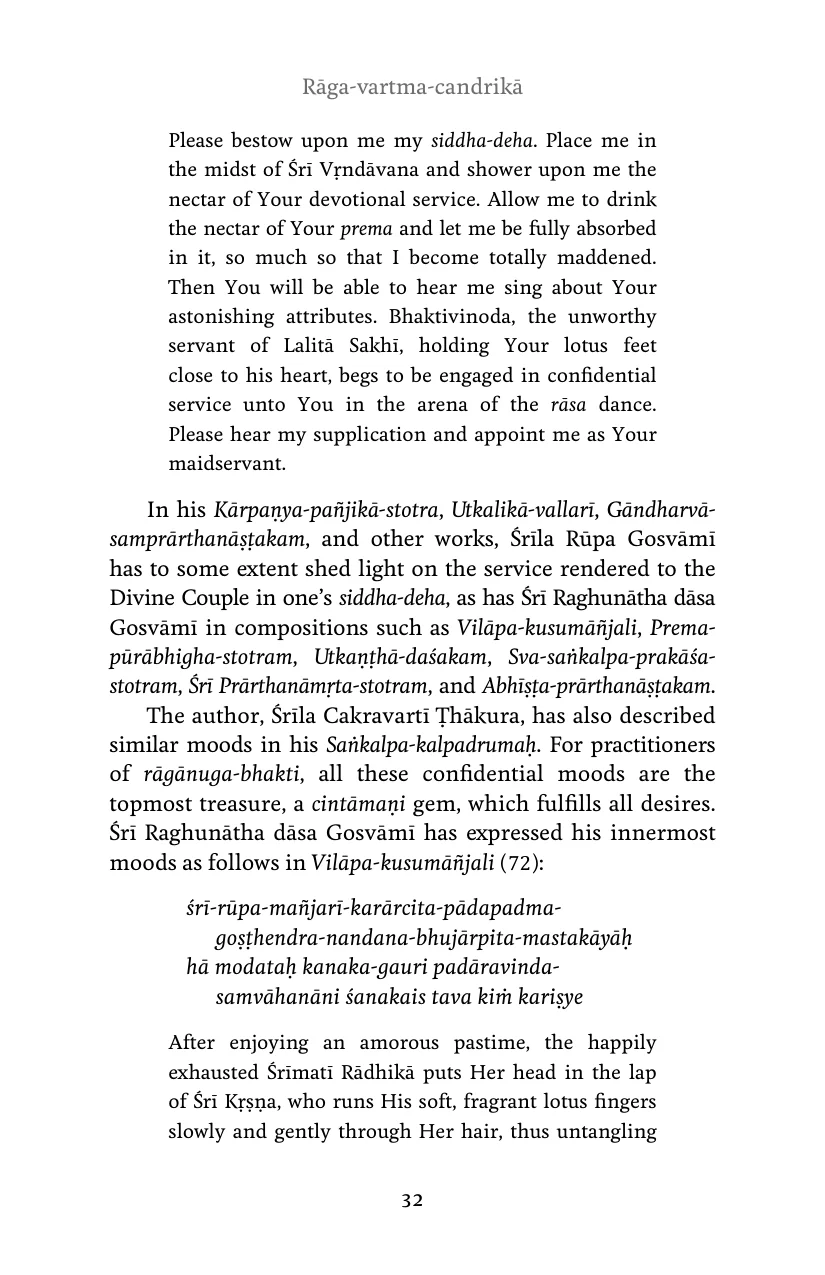 Rāga-vartma-candrikā
Please bestow upon me my siddha-deha. Place me in
the midst of Śrī Vṛndāvana and shower upon me the
nectar of Your devotional service. Allow me to drink
the nectar of Your prema and let me be fully absorbed
in it, so much so that I become totally maddened.
Then You will be able to hear me sing about Your
astonishing attributes. Bhaktivinoda, the unworthy
servant of Lalitā Sakhī, holding Your lotus feet
close to his heart, begs to be engaged in confidential
service unto You in the arena of the rāsa dance.
Please hear my supplication and appoint me as Your
maidservant.
In his Kārpaṇya-pañjikā-stotra, Utkalikā-vallarī, Gāndharvā-
samprārthanāṣṭakam, and other works, Śrīla Rūpa Gosvāmī
has to some extent shed light on the service rendered to the
Divine Couple in one’s siddha-deha, as has Śrī Raghunātha dāsa
Gosvāmī in compositions such as Vilāpa-kusumāñjali, Prema-
pūrābhigha-stotram, Utkaṇṭhā-daśakam, Sva-saṅkalpa-prakāśa-
stotram, Śrī Prārthanāmṛta-stotram, and Abhīṣṭa-prārthanāṣṭakam.
The author, Śrīla Cakravartī Ṭhākura, has also described
similar moods in his Saṅkalpa-kalpadrumaḥ. For practitioners
of rāgānuga-bhakti, all these confidential moods are the
topmost treasure, a cintāmaṇi gem, which fulfills all desires.
Śrī Raghunātha dāsa Gosvāmī has expressed his innermost
moods as follows in Vilāpa-kusumāñjali (72):
śrī-rūpa-mañjarī-karārcita-pādapadma-
goṣṭhendra-nandana-bhujārpita-mastakāyāḥ
hā modataḥ kanaka-gauri padāravinda-
samvāhanāni śanakais tava kiṁ kariṣye
After enjoying an amorous pastime, the happily
exhausted Śrīmatī Rādhikā puts Her head in the lap
of Śrī Kṛṣṇa, who runs His soft, fragrant lotus fingers
slowly and gently through Her hair, thus untangling
32